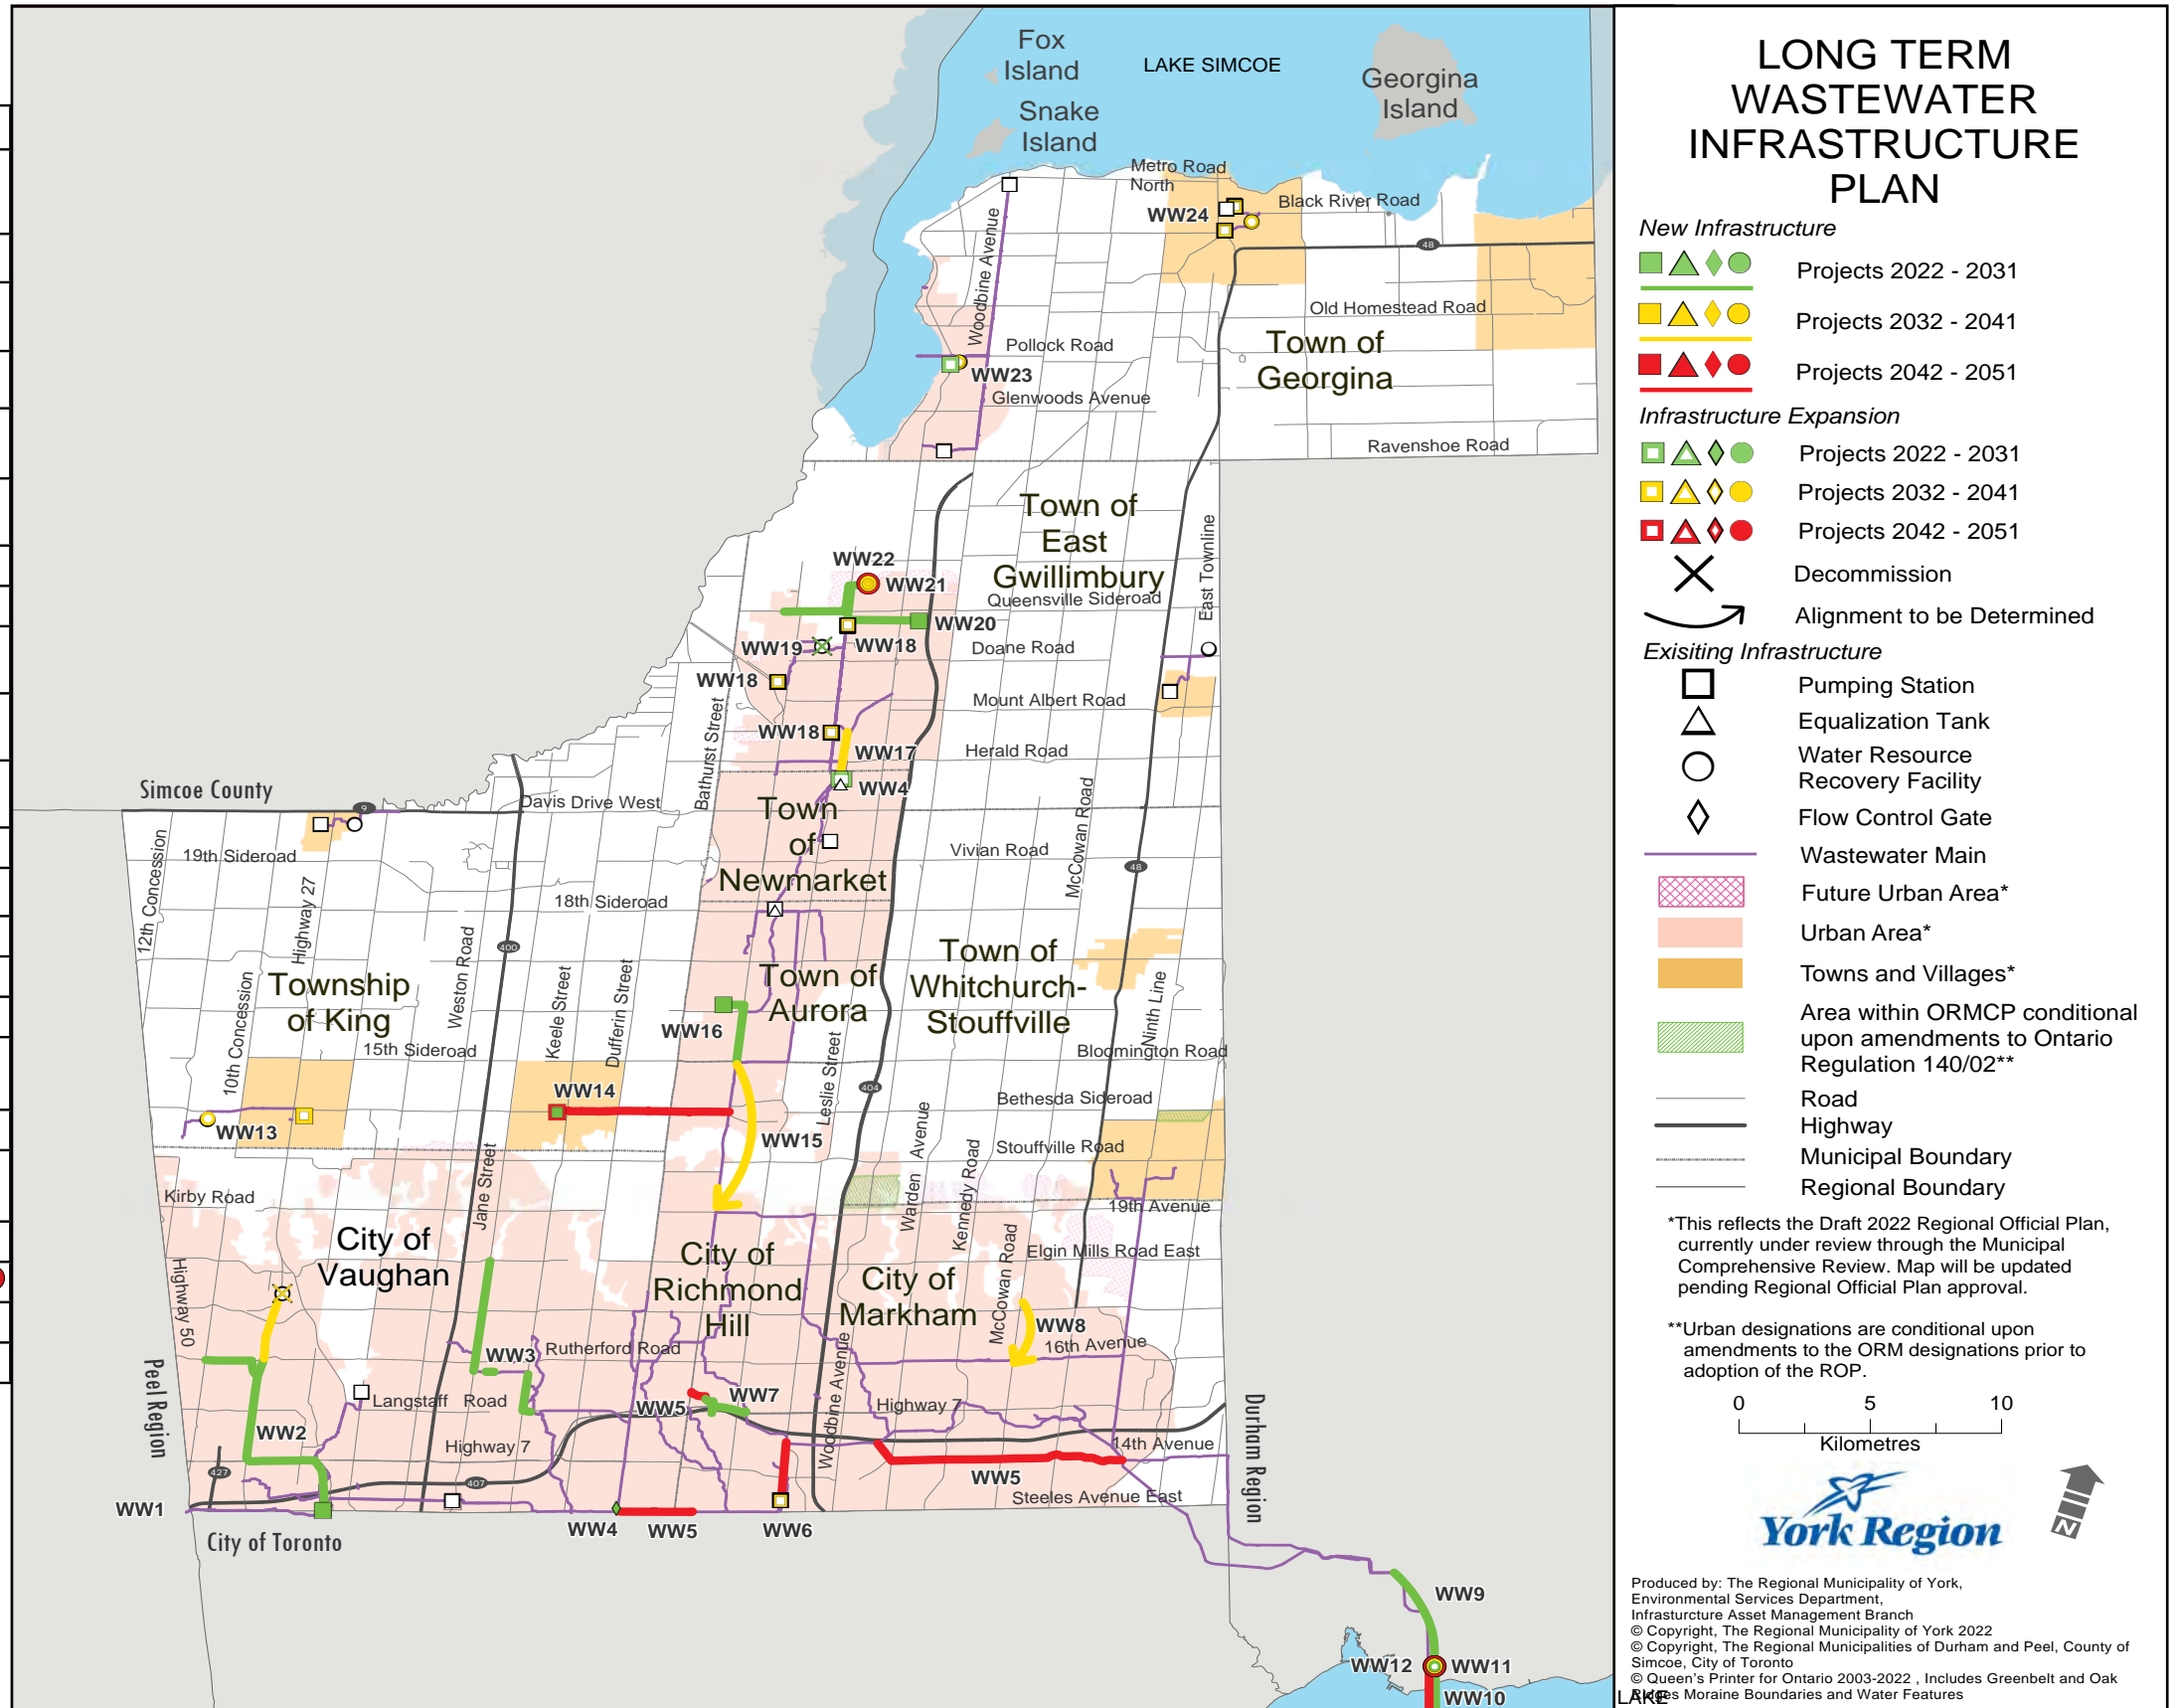 Fox
Island
LAKE SIMCOE
Georgina
Island
Snake
Island
Metro Road
North
Black River Road
WW24
48
Woodbine Avenue
Old Homestead Road
Pollock Road
Town of
Georgina
WW23
Glenwoods Avenue
Ravenshoe Road
Town of
East
Gwillimbury
East Townline
WW22
WW21
Queensville Sideroad
WW20
WW19
WW18
Doane Road
WW18
Mount Albert Road
Bathurst Street
WW18
WW17
Herald Road
WW4
Simcoe County
9
Davis Drive West
Town
of
Newmarket
McCowan Road
Vivian Road
48
12th Concession
19th Sideroad
Highway 27
18th Sideroad
400
Weston Road
Town of
Aurora
Town of
Whitchurch-
Stouffville
Township
of King
10th Concession
Keele Street
Dufferin Street
Ninth Line
WW16
15th Sideroad
Leslie Street
Bloomington Road
404
WW14
Bethesda Sideroad
WW13
WW15
Warden Avenue
Stouffville Road
Kennedy Road
Jane Street
Kirby Road
19th Avenue
City of
Vaughan
City of
Richmond
Hill
City of
Markham
McCowan Road
Elgin Mills Road East
Highway 50
WW8
16th Avenue
WW3
Rutherford Road
Peel Region
Woodbine Avenue
Langstaff Road
WW5
WW7
Highway 7
Durham Region
WW2
Highway 7
14th Avenue
427
407
WW5
Steeles Avenue East
WW1
WW4
WW5
WW6
City of Toronto
WW9
WW12
WW11
WW10
LAKE
LONG TERM
WASTEWATER
INFRASTRUCTURE
PLAN
New Infrastructure
Projects 2022 - 2031
Projects 2032 - 2041
Projects 2042 - 2051
Infrastructure Expansion
Projects 2022 - 2031
Projects 2032 - 2041
Projects 2042 - 2051
Decommission
Alignment to be Determined
Exisiting Infrastructure
Pumping Station
Equalization Tank
Water Resource
Recovery Facility
Flow Control Gate
Wastewater Main
Future Urban Area*
Urban Area*
Towns and Villages*
Area within ORMCP conditional
upon amendments to Ontario
Regulation 140/02**
Road
Highway
Municipal Boundary
Regional Boundary
*This reflects the Draft 2022 Regional Official Plan,
currently under review through the Municipal
Comprehensive Review. Map will be updated
pending Regional Official Plan approval.
**Urban designations are conditional upon
amendments to the ORM designations prior to
adoption of the ROP.
0 5 10
Kilometres
York Region
N
Produced by: The Regional Municipality of York,
Environmental Services Department,
Infrasturcture Asset Management Branch
© Copyright, The Regional Municipality of York 2022
© Copyright, The Regional Municipalities of Durham and Peel, County of
Simcoe, City of Toronto
© Queen's Printer for Ontario 2003-2022 , Includes Greenbelt and Oak
Ridges Moraine Boundaries and Water Features